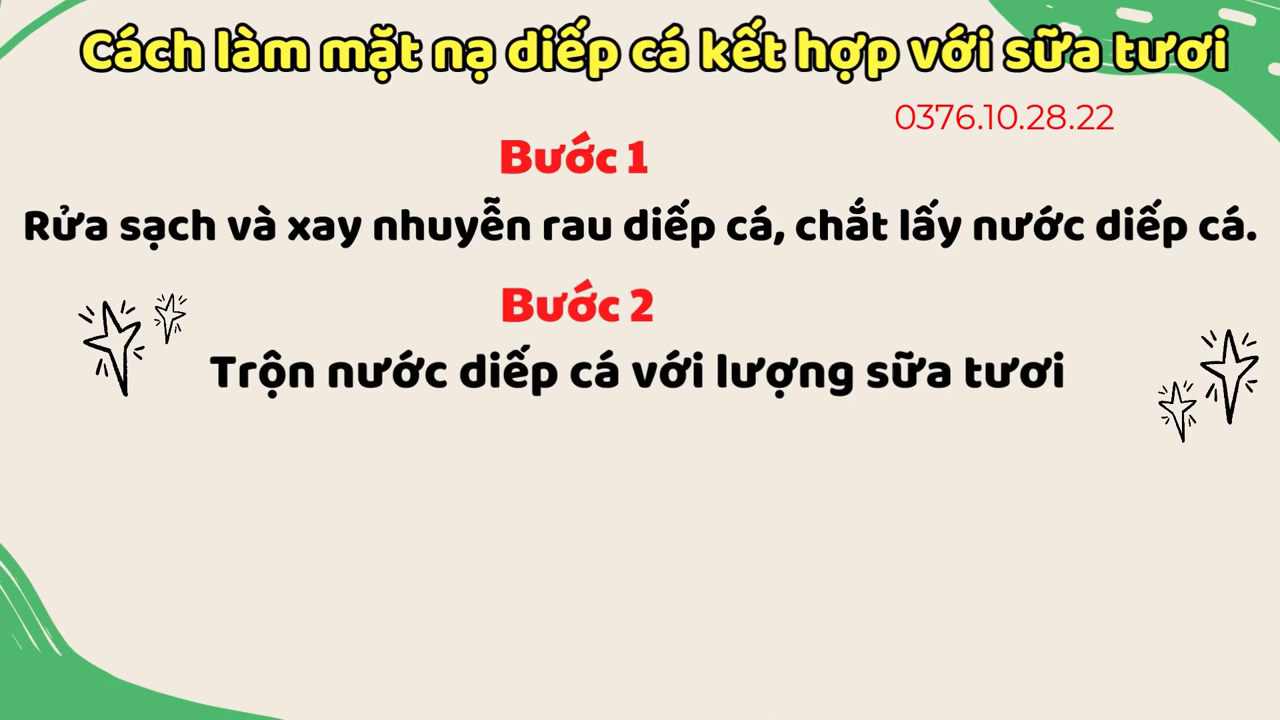 Cách làm mặt nạ diếp cá kết hợp với sữa tươi
0376.10.28.22
Bước 1
Rửa sạch và xay nhuyễn rau diếp cá, chắt lấy nước diếp cá.
Bước 2
Trộn nước diếp cá với lượng sữa tươi